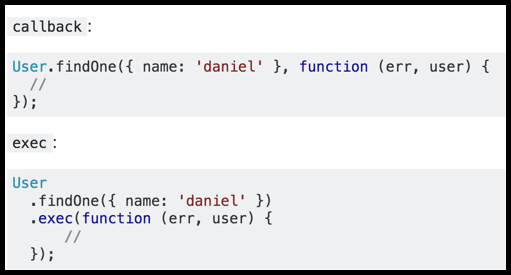 callback:
User.findOne({ name: 'daniel' }, function (err, user) {
  //
});
exec:
User
  .findOne({ name: 'daniel' })
  .exec(function (err, user) {
      //
  });